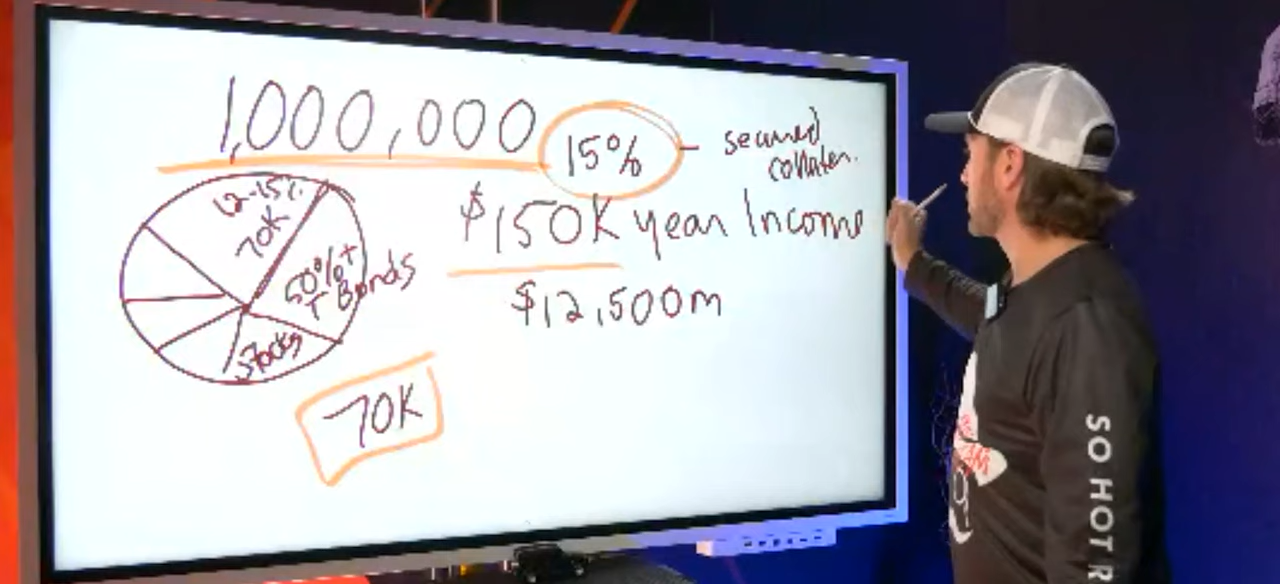 1,000,000
15% - secured
collater.
12-15%
70K
50%+
T Bonds
Stocks
$150K year Income
$12,500m
70K
SO HOT R